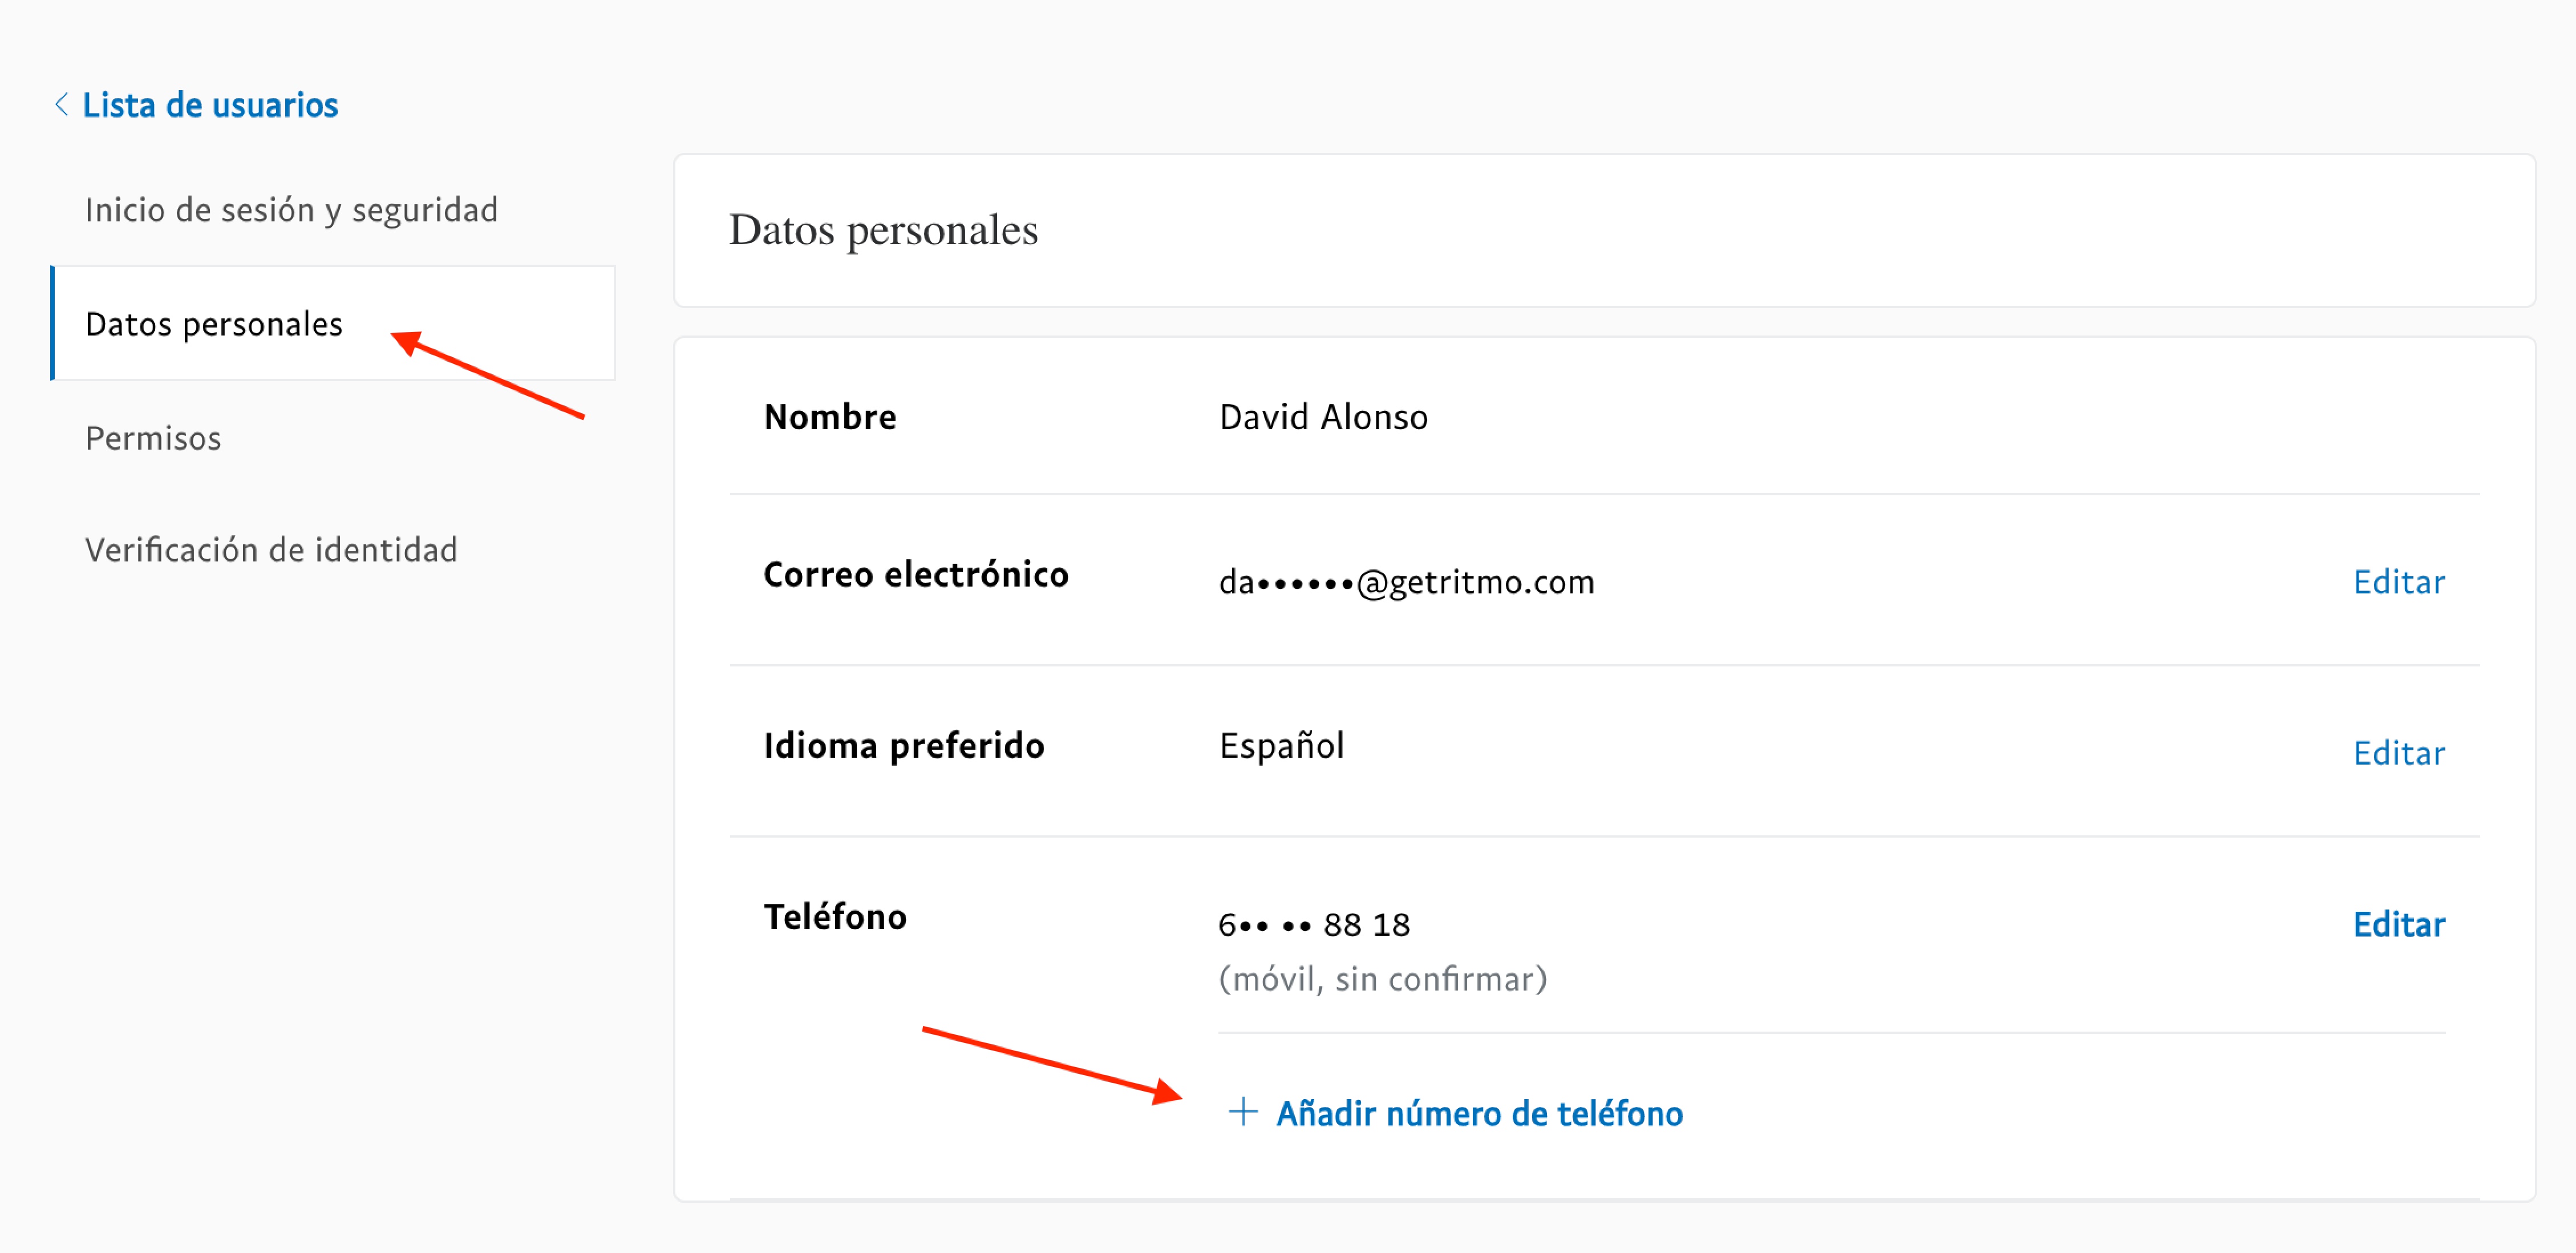 Lista de usuarios
Inicio de sesión y seguridad
Datos personales
Permisos
Verificación de identidad
Datos personales
Nombre David Alonso
Correo electrónico da••••••@getritmo.com Editar
Idioma preferido Español Editar
Teléfono 6•• •• 88 18 Editar
(móvil, sin confirmar)
+ Añadir número de teléfono